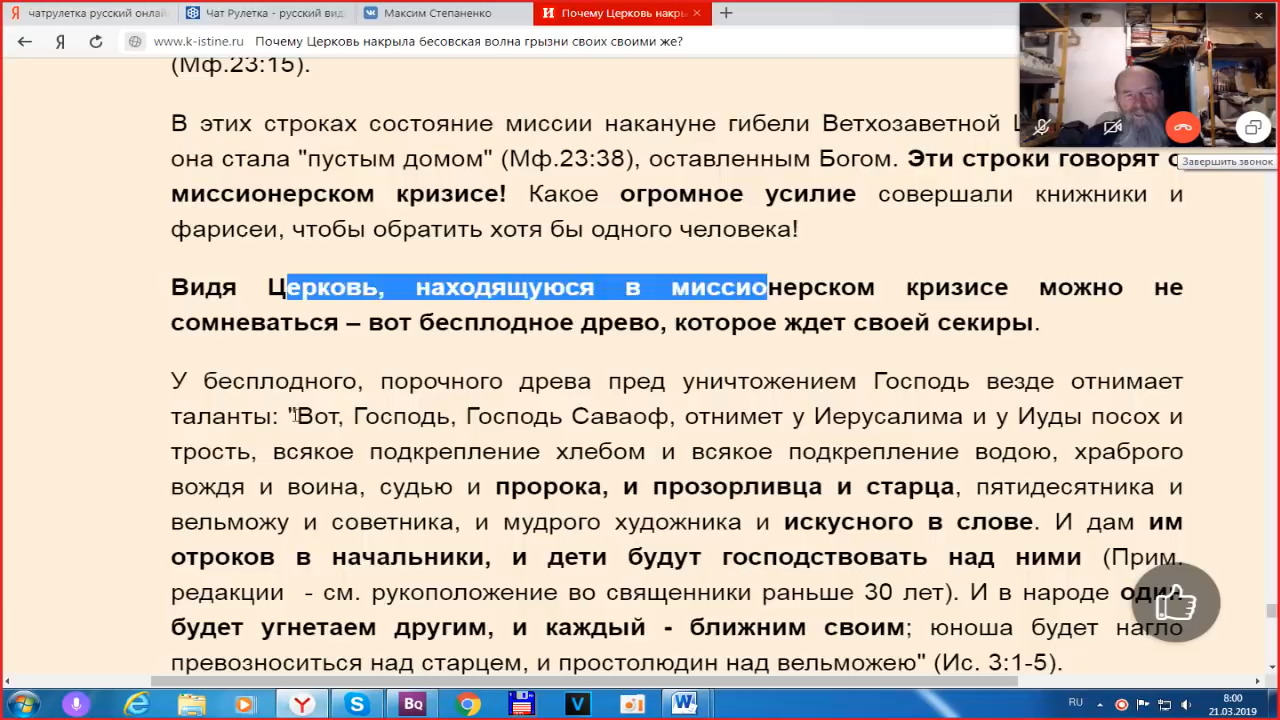 чатрулетка русский онлай
Чат Рулетка - русский вид
Максим Степаненко
Почему Церковь накры
www.k-istine.ru Почему Церковь накрыла бесовская волна грызни своих своими же?
(Мф.23:15).
В этих строках состояние миссии накануне гибели Ветхозаветной
она стала "пустым домом" (Мф.23:38), оставленным Богом. Эти строки говорят о
миссионерском кризисе! Какое огромное усилие совершали книжники и
фарисеи, чтобы обратить хотя бы одного человека!
Завершить звонок
Видя Церковь, находящуюся в миссионерском кризисе можно не
сомневаться – вот бесплодное древо, которое ждет своей секиры.
У бесплодного, порочного древа пред уничтожением Господь везде отнимает
таланты: "Вот, Господь, Господь Саваоф, отнимет у Иерусалима и у Иуды посох и
трость, всякое подкрепление хлебом и всякое подкрепление водою, храброго
вождя и воина, судью и пророка, и прозорливца и старца, пятидесятника и
вельможу и советника, и мудрого художника и искусного в слове. И дам им
отроков в начальники, и дети будут господствовать над ними (Прим.
редакции - см. рукоположение во священники раньше 30 лет). И в народе один
будет угнетаем другим, и каждый - ближним своим; юноша будет нагло
превозноситься над старцем, и простолюдин над вельможею" (Ис. 3:1-5).
Bq
RU
8:00
21.03.2019